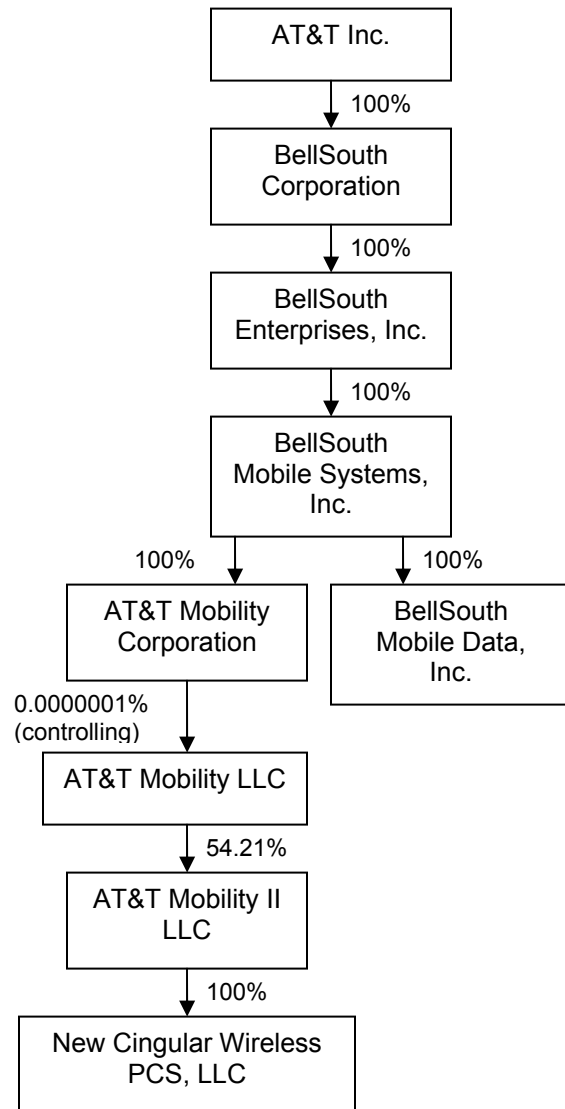 AT&T Inc.
100%
BellSouth
Corporation
100%
BellSouth
Enterprises, Inc.
100%
BellSouth
Mobile Systems,
Inc.
100%
100%
AT&T Mobility
Corporation
BellSouth
Mobile Data,
Inc.
0.0000001%
(controlling)
AT&T Mobility LLC
54.21%
AT&T Mobility II
LLC
100%
New Cingular Wireless
PCS, LLC